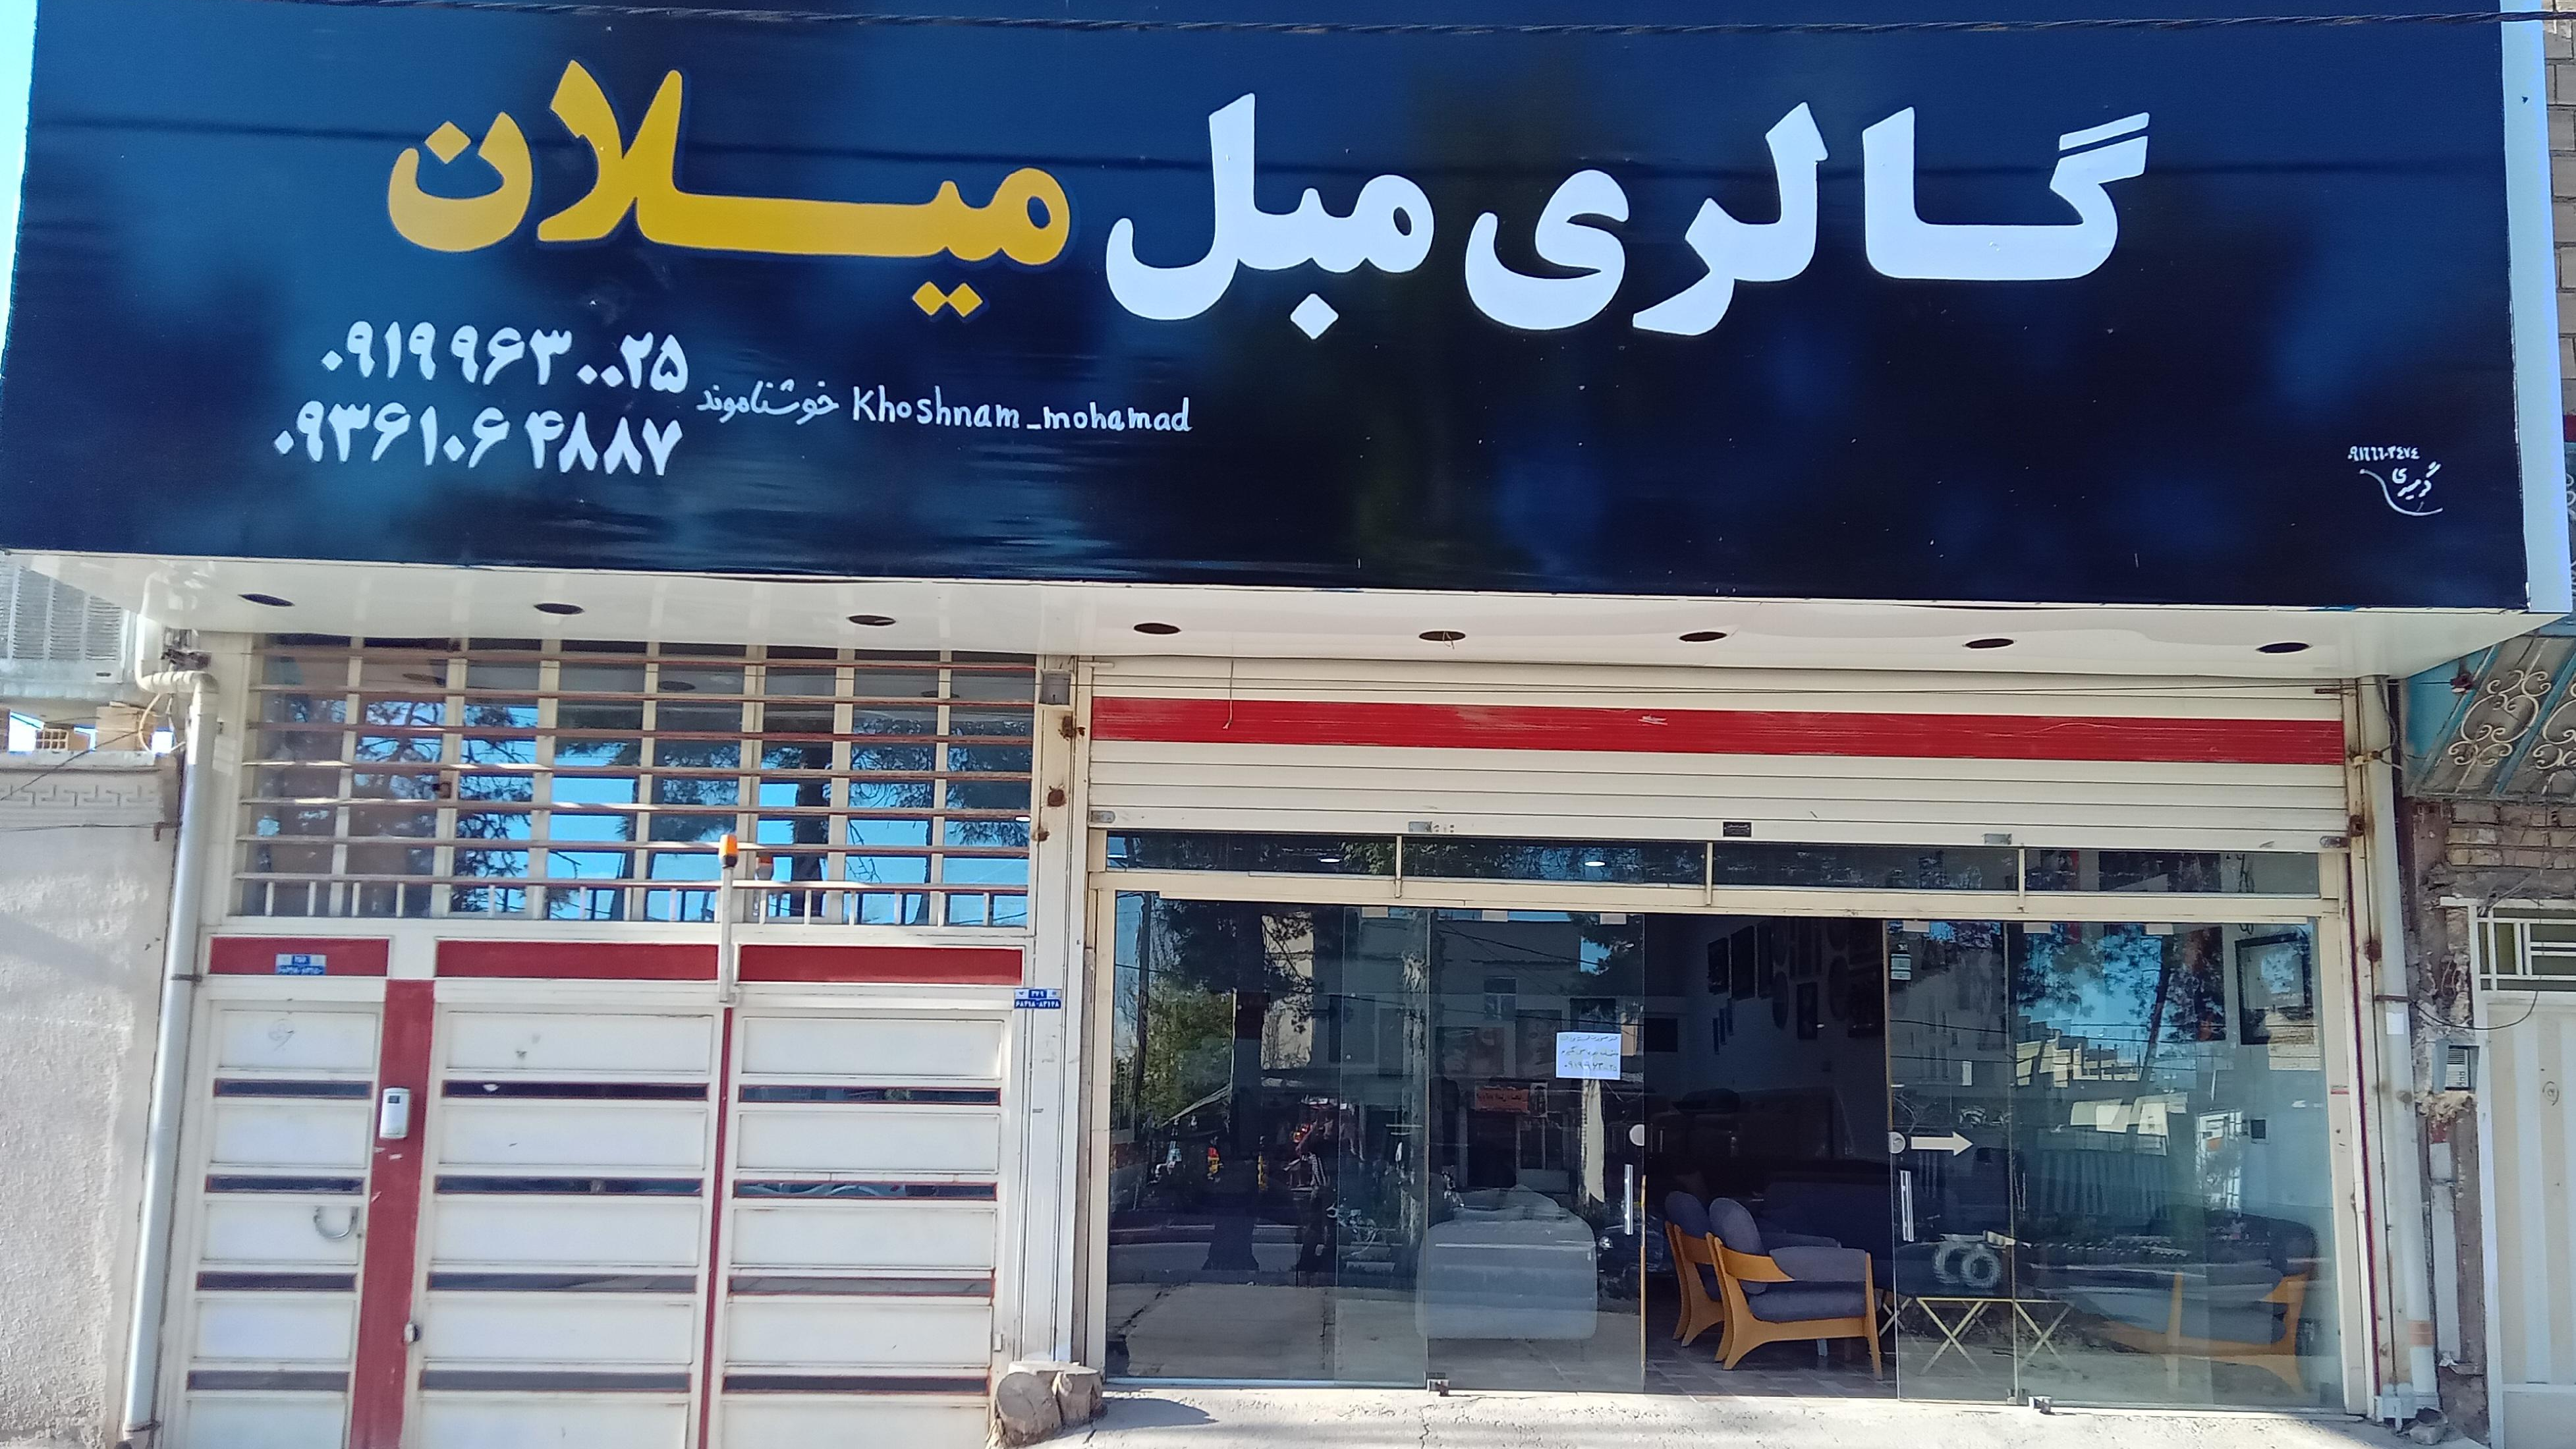 گالری مبل میلان
۰۹۱۹۹۶۳۰۰۲۵
خوشناموند Khoshnam_mohamad
۰۹۳۶۱۰۶۴۸۸۷